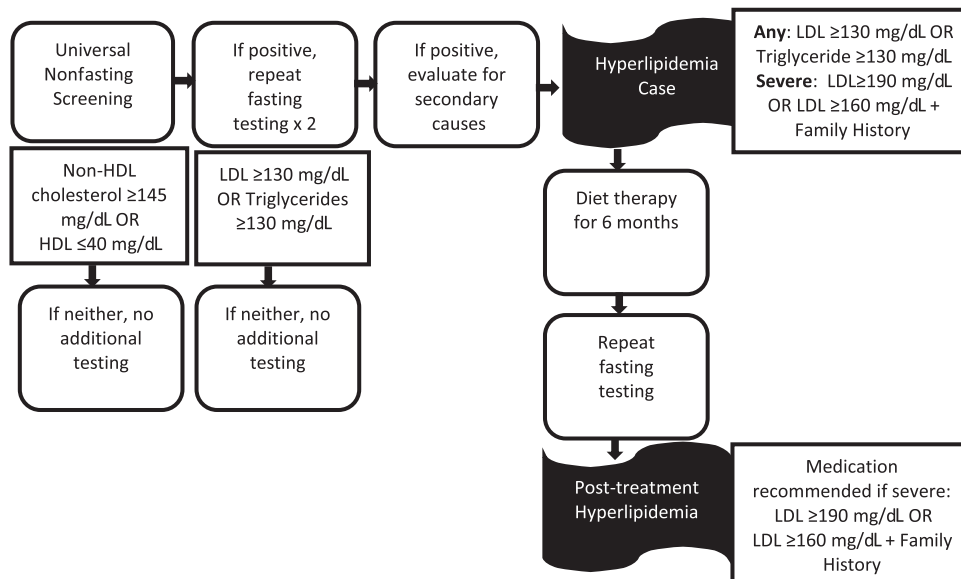 Universal
Nonfasting
Screening
If positive,
repeat
fasting
testing x 2
If positive,
evaluate for
secondary
causes
Hyperlipidemia
Case
Any: LDL ≥130 mg/dL OR
Triglyceride ≥130 mg/dL
Severe:  LDL≥190 mg/dL
OR LDL ≥160 mg/dL +
Family History
Non-HDL
cholesterol ≥145
mg/dL OR
HDL ≤40 mg/dL
LDL ≥130 mg/dL
OR Triglycerides
≥130 mg/dL
Diet therapy
for 6 months
If neither, no
additional
testing
If neither, no
additional
testing
Repeat
fasting
testing
Post-treatment
Hyperlipidemia
Medication
recommended if severe:
LDL ≥190 mg/dL OR
LDL ≥160 mg/dL + Family
History